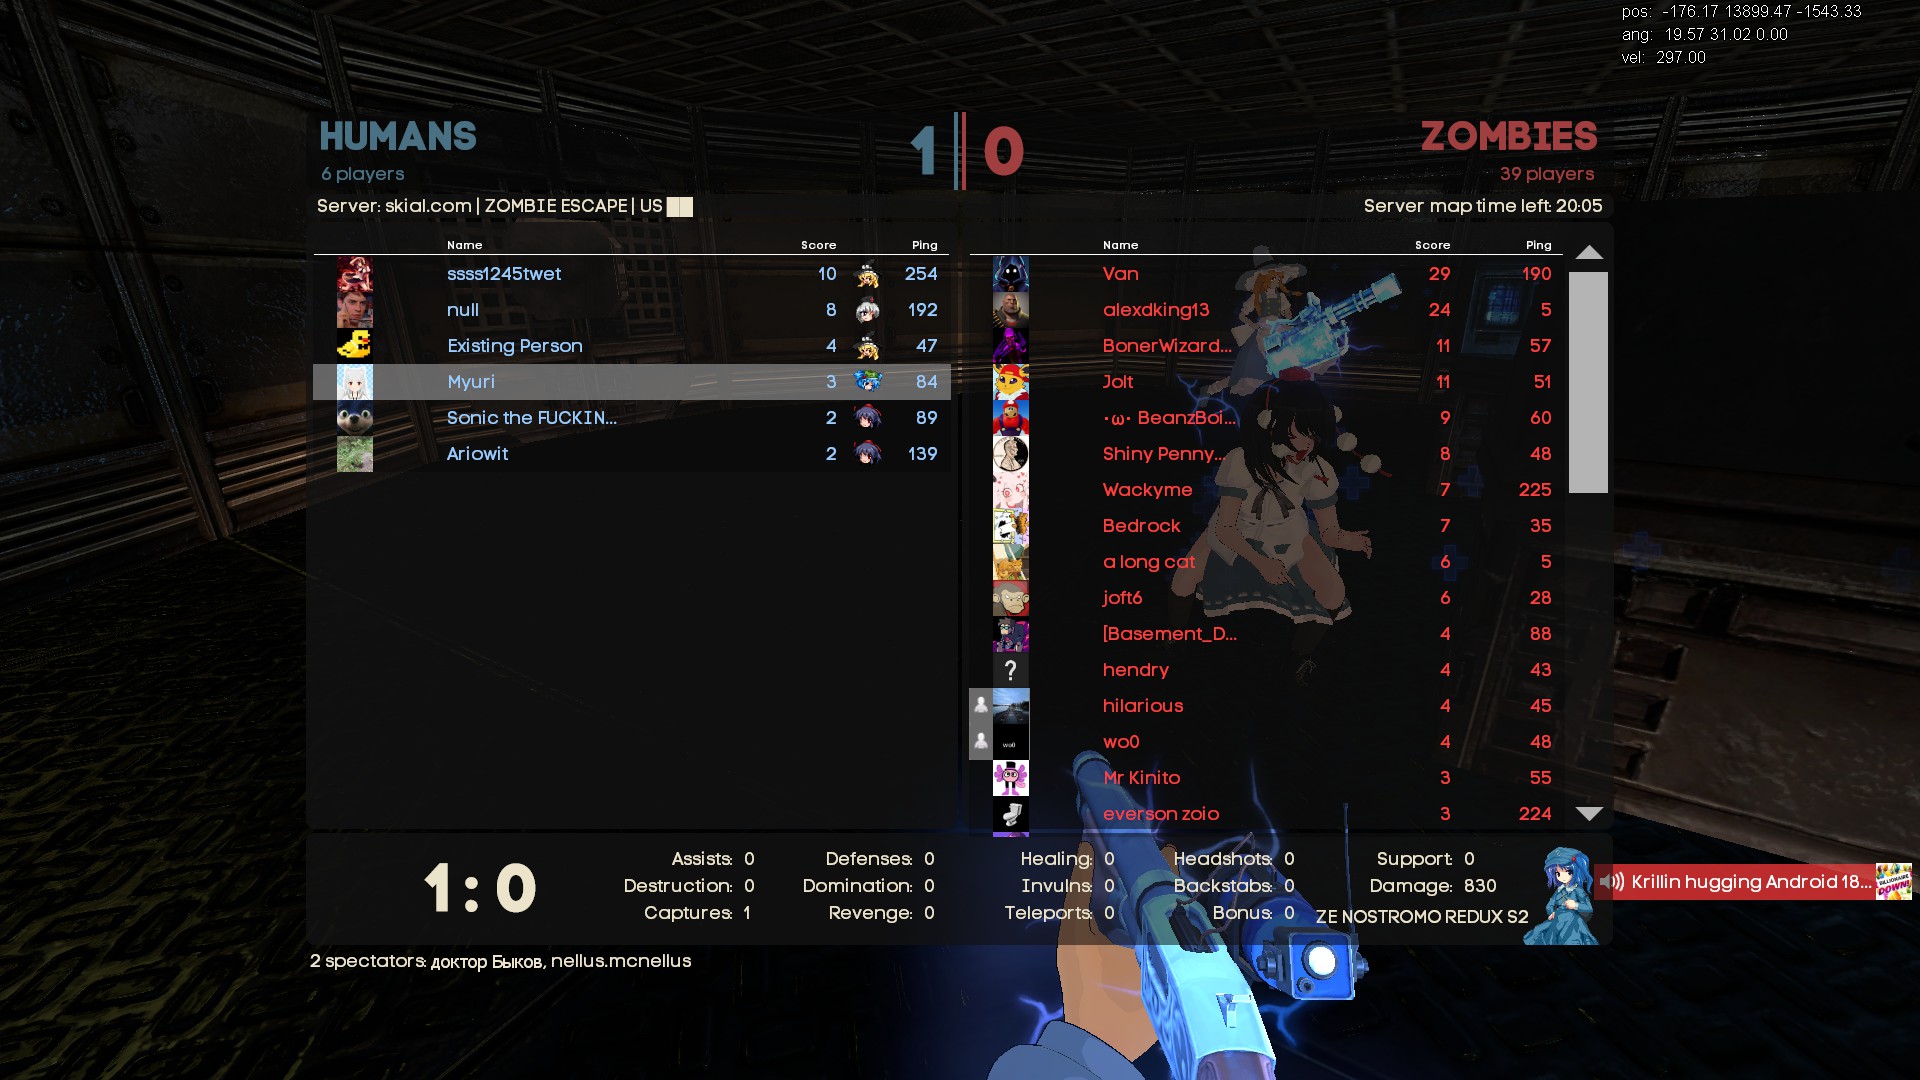 pos: -176.17 13899.47 -1543.33
ang: 19.57 31.02 0.00
vel: 297.00
HUMANS
6 players
1 0
ZOMBIES
39 players
Server: skial.com | ZOMBIE ESCAPE | US
Server map time left: 20:05
Name Score Ping
ssss1245twet 10 254
null 8 192
Existing Person 4 47
Myuri 3 84
Sonic the FUCKIN... 2 89
Ariowit 2 139
Name Score Ping
Van 29 190
alexdking13 24 5
BonerWizard... 11 57
Jolt 11 51
·ω· BeanzBoi... 9 60
Shiny Penny... 8 48
Wackyme 7 225
Bedrock 7 35
a long cat 6 5
joft6 6 28
[Basement_D... 4 88
? hendry 4 43
hilarious 4 45
wo0 wo0 4 48
Mr Kinito 3 55
everson zoio 3 224
1:0
Assists: 0 Defenses: 0 Healing: 0 Headshots: 0 Support: 0
Destruction: 0 Domination: 0 Invulns: 0 Backstabs: 0 Damage: 830
Captures: 1 Revenge: 0 Teleports: 0 Bonus: 0 ZE NOSTROMO REDUX S2
Krillin hugging Android 18...
BILLIONAIRE
DOWN!
2 spectators: доктор Быков, nellus.mcnellus